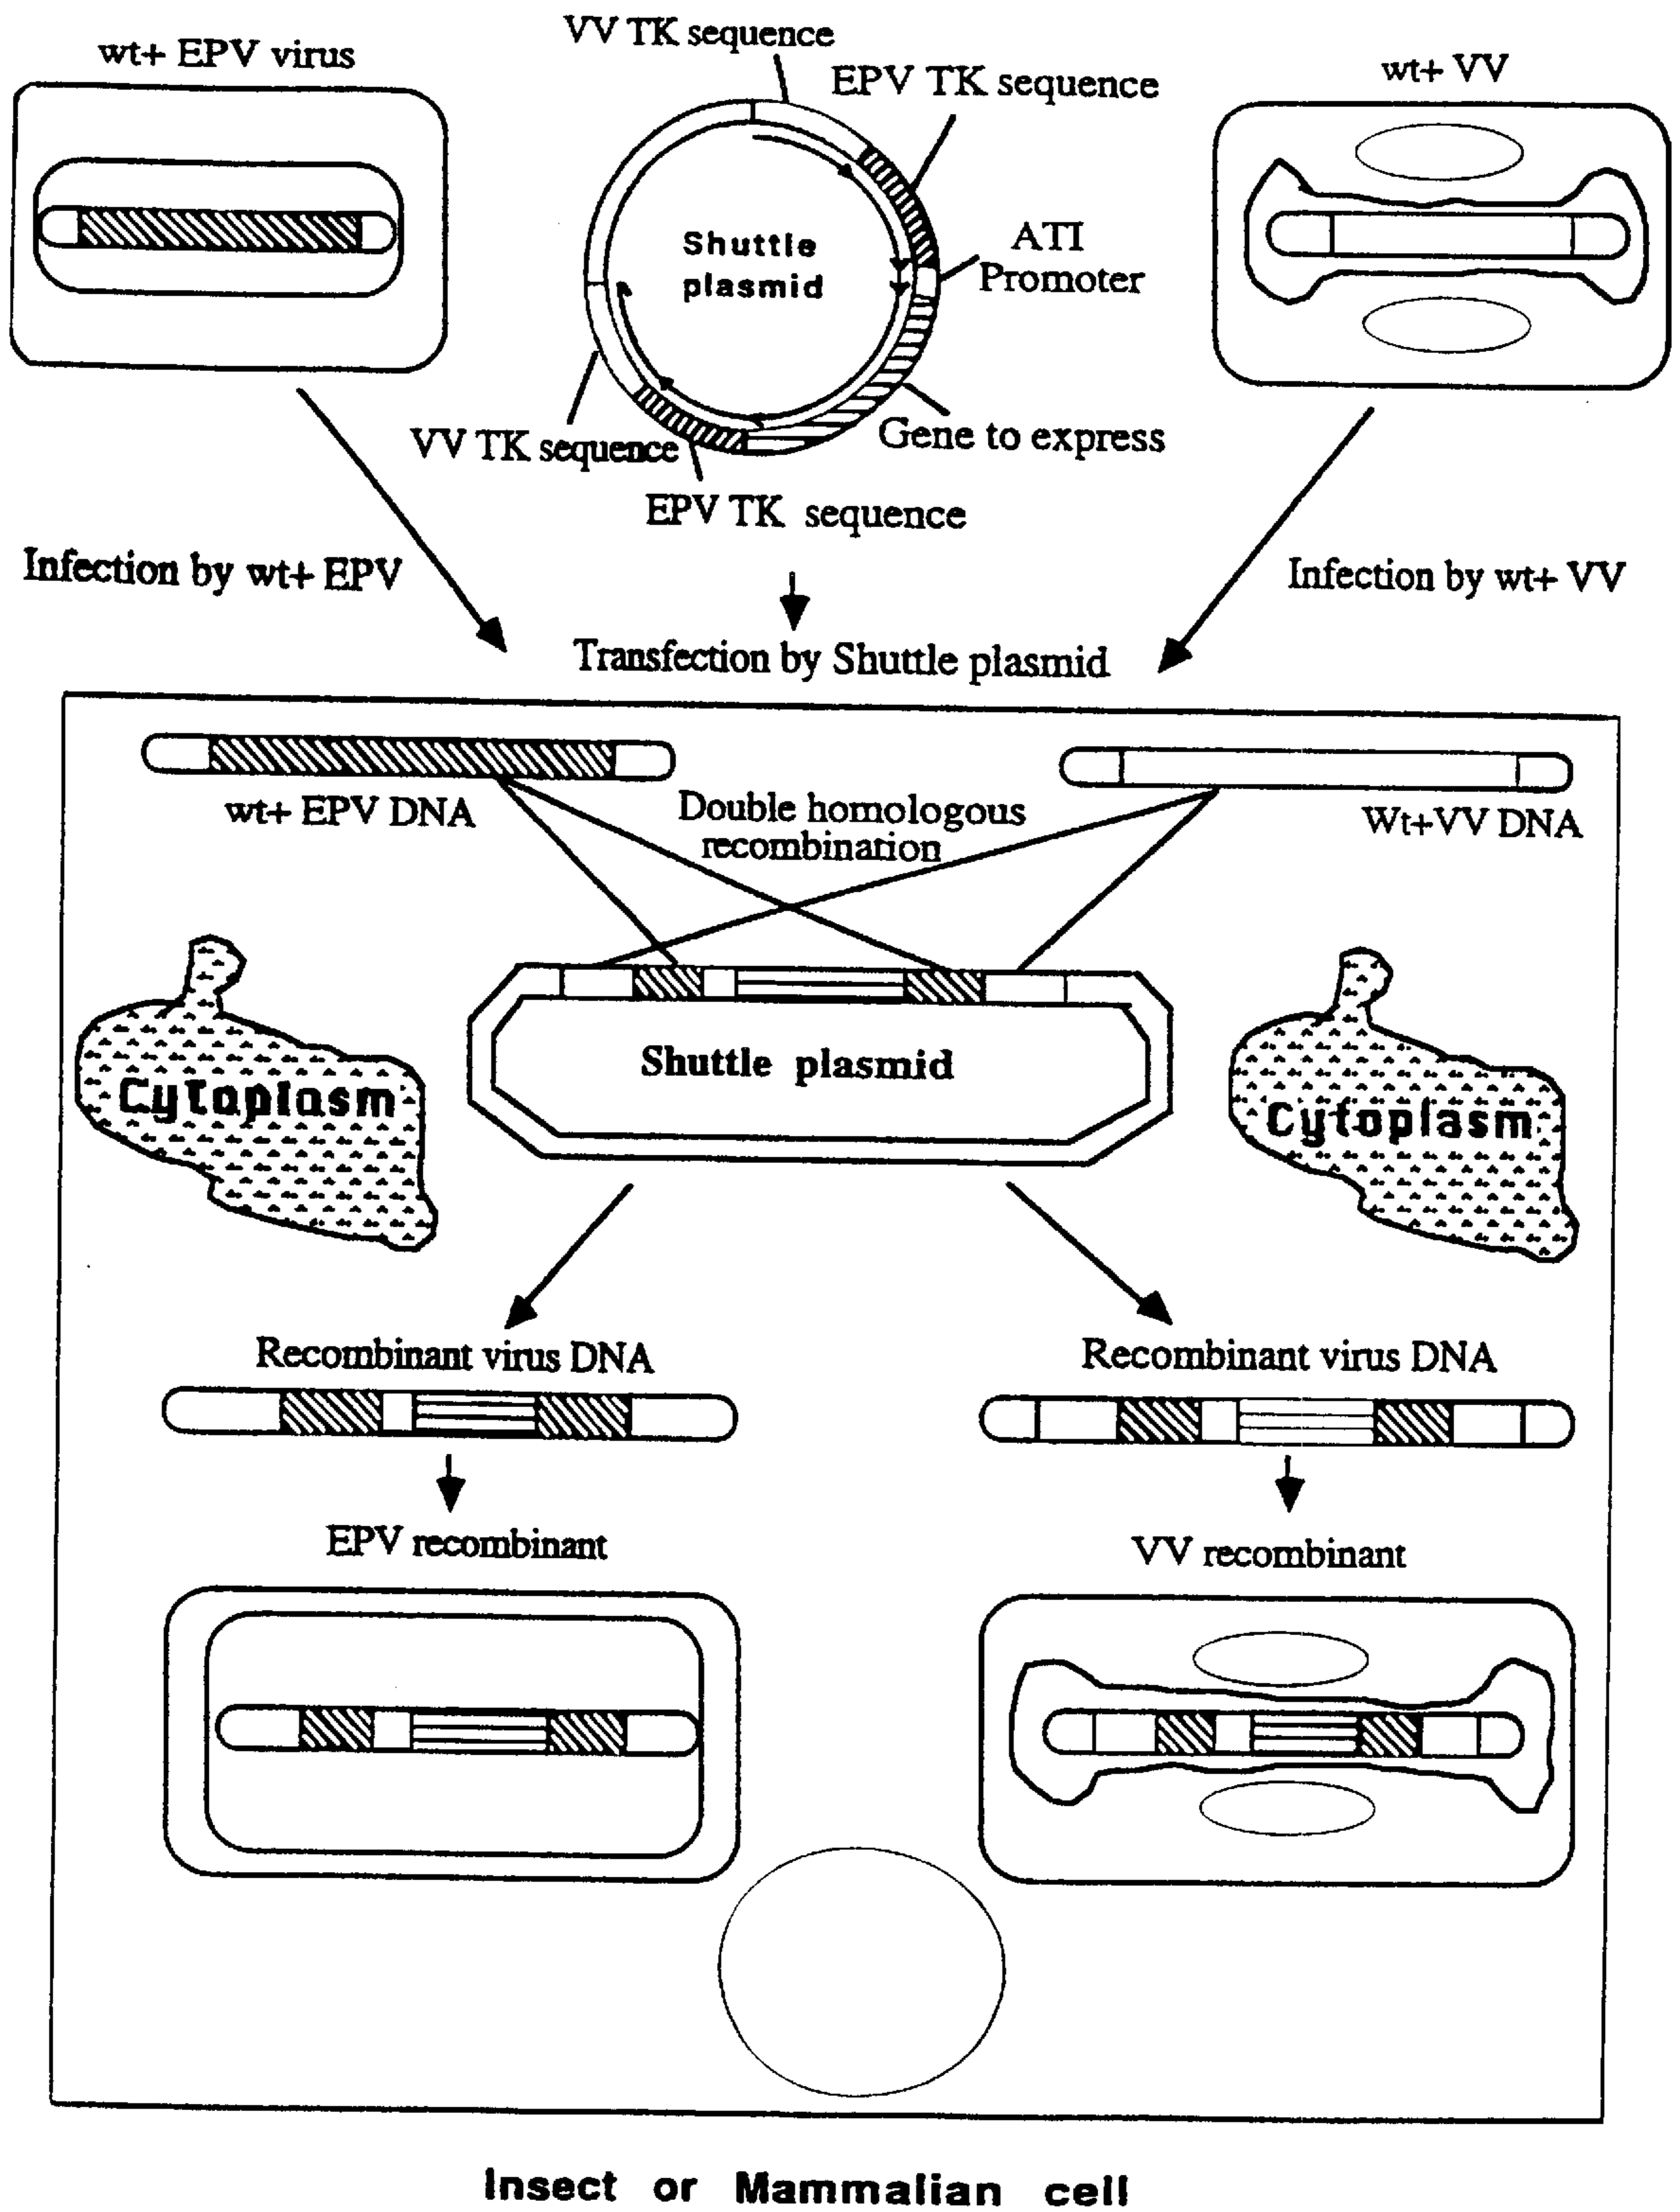 VV TK sequence
wt+ EPV virus
EPV TK sequence
wt+ VV
Shuttle
plasmid
ATI
Promoter
Gene to express
VV TK sequence
EPV TK sequence
Infection by wt+ EPV
Infection by wt+ VV
Transfection by Shuttle plasmid
wt+ EPV DNA
Double homologous
recombination
Wt+VV DNA
Cytoplasm
Shuttle plasmid
Cytoplasm
Recombinant virus DNA
Recombinant virus DNA
EPV recombinant
VV recombinant
Insect or Mammalian cell